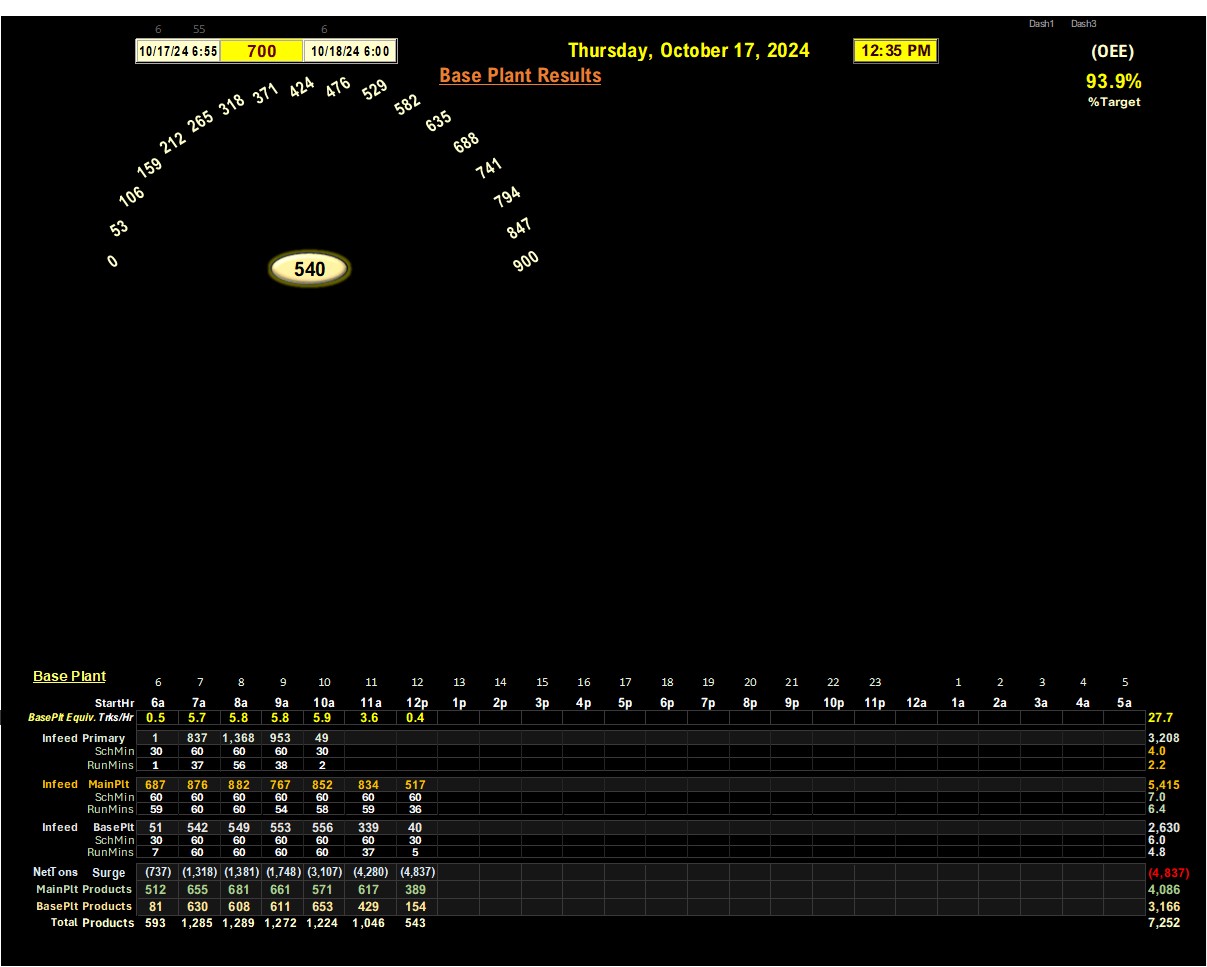 6 55 6 Dash1 Dash3
10/17/24 6:55 700 10/18/24 6:00 Thursday, October 17, 2024 12:35 PM (OEE)
Base Plant Results 93.9%
%Target
0 53 106 159 212 265 318 371 424 476 529 582 635 688 741 794 847 900
540
Base Plant 6 7 8 9 10 11 12 13 14 15 16 17 18 19 20 21 22 23 1 2 3 4 5
StartHr 6a 7a 8a 9a 10a 11a 12p 1p 2p 3p 4p 5p 6p 7p 8p 9p 10p 11p 12a 1a 2a 3a 4a 5a
BasePlt Equiv. Trks/Hr 0.5 5.7 5.8 5.8 5.9 3.6 0.4 27.7
Infeed Primary 1 837 1,368 953 49 3,208
SchMin 30 60 60 60 30 4.0
RunMins 1 37 56 38 2 2.2
Infeed MainPlt 687 876 882 767 852 834 517 5,415
SchMin 60 60 60 60 60 60 60 7.0
RunMins 59 60 60 54 58 59 36 6.4
Infeed BasePlt 51 542 549 553 556 339 40 2,630
SchMin 30 60 60 60 60 60 30 6.0
RunMins 7 60 60 60 60 37 5 4.8
NetTons Surge (737) (1,318) (1,381) (1,748) (3,107) (4,280) (4,837) (4,837)
MainPlt Products 512 655 681 661 571 617 389 4,086
BasePlt Products 81 630 608 611 653 429 154 3,166
Total Products 593 1,285 1,289 1,272 1,224 1,046 543 7,252